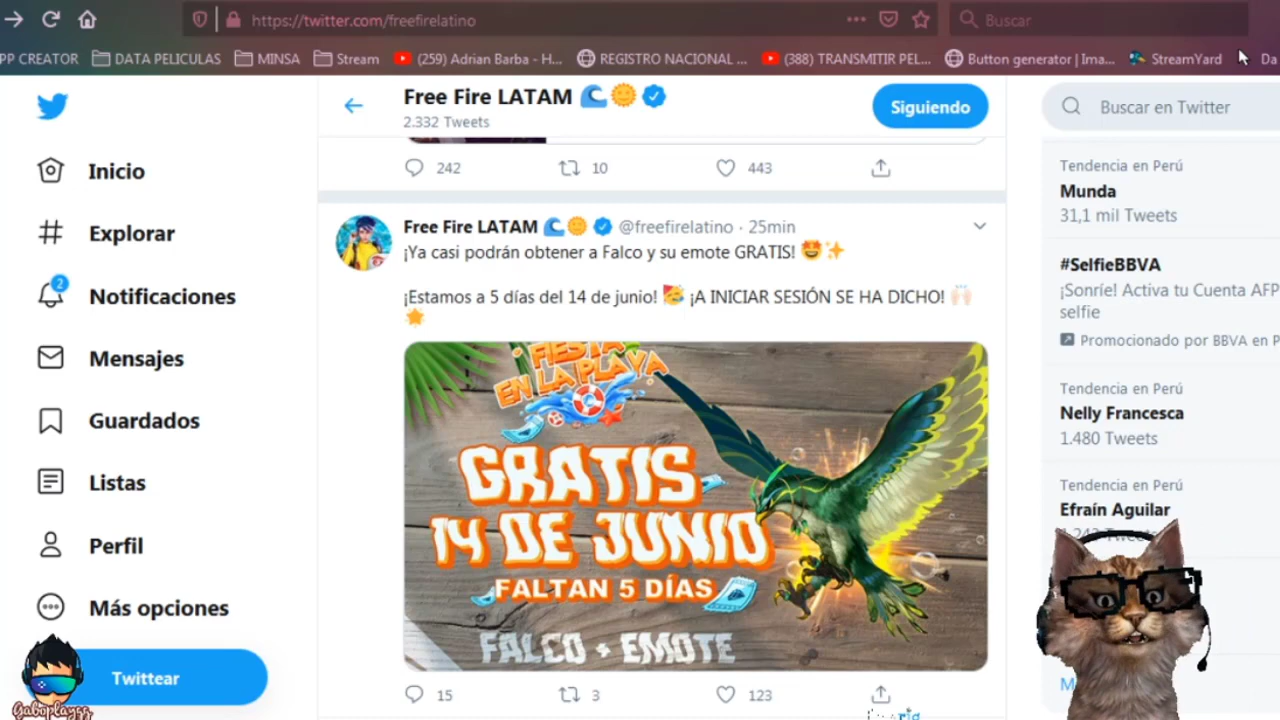 https://twitter.com/freefirelatino
Buscar
PP CREATOR
DATA PELICULAS
MINSA
Stream
(259) Adrian Barba - H...
REGISTRO NACIONAL ...
(388) TRANSMITIR PEL...
Button generator | Ima...
StreamYard
Da
Free Fire LATAM
2.332 Tweets
Siguiendo
Buscar en Twitter
Inicio
Explorar
2
Notificaciones
Mensajes
Guardados
Listas
Perfil
Más opciones
Twittear
Gaboplayss
242
10
443
Free Fire LATAM @freefirelatino · 25min
¡Ya casi podrán obtener a Falco y su emote GRATIS! 🤩✨
¡Estamos a 5 días del 14 de junio! 🥳 ¡A INICIAR SESIÓN SE HA DICHO! 🙌🏻
🌟
FIESTA
EN LA PLAYA
GRATIS
14 DE JUNIO
FALTAN 5 DÍAS
FALCO + EMOTE
15
3
123
Tendencia en Perú
Munda
31,1 mil Tweets
#SelfieBBVA
¡Sonríe! Activa tu Cuenta AFP
selfie
Promocionado por BBVA en P
Tendencia en Perú
Nelly Francesca
1.480 Tweets
Tendencia en Perú
Efraín Aguilar